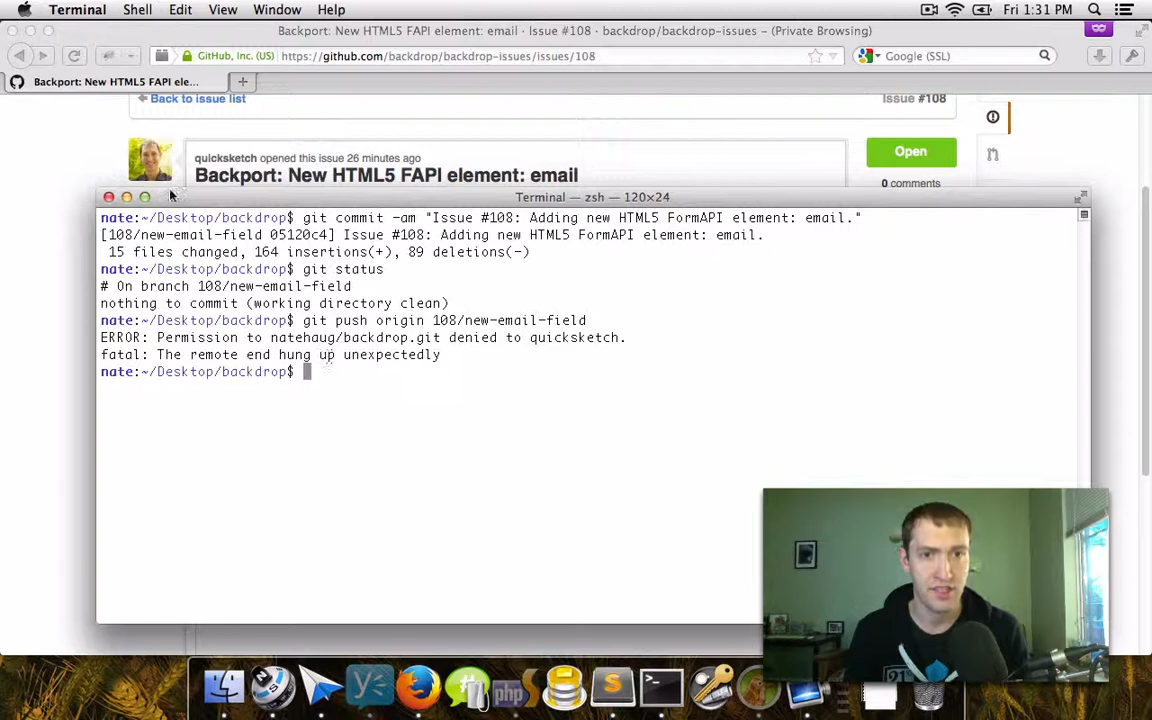 Terminal Shell Edit View Window Help Fri 1:31 PM
Backport: New HTML5 FAPI element: email · Issue #108 · backdrop/backdrop-issues – (Private Browsing)
GitHub, Inc. (US) https://github.com/backdrop/backdrop-issues/issues/108 Google (SSL)
Backport: New HTML5 FAPI ele...
Back to issue list Issue #108
quicksketch opened this issue 26 minutes ago Open
Backport: New HTML5 FAPI element: email
0 comments
Terminal — zsh — 120×24
nate:~/Desktop/backdrop$ git commit -am "Issue #108: Adding new HTML5 FormAPI element: email."
[108/new-email-field 05120c4] Issue #108: Adding new HTML5 FormAPI element: email.
15 files changed, 164 insertions(+), 89 deletions(-)
nate:~/Desktop/backdrop$ git status
# On branch 108/new-email-field
nothing to commit (working directory clean)
nate:~/Desktop/backdrop$ git push origin 108/new-email-field
ERROR: Permission to natehaug/backdrop.git denied to quicksketch.
fatal: The remote end hung up unexpectedly
nate:~/Desktop/backdrop$
php
21